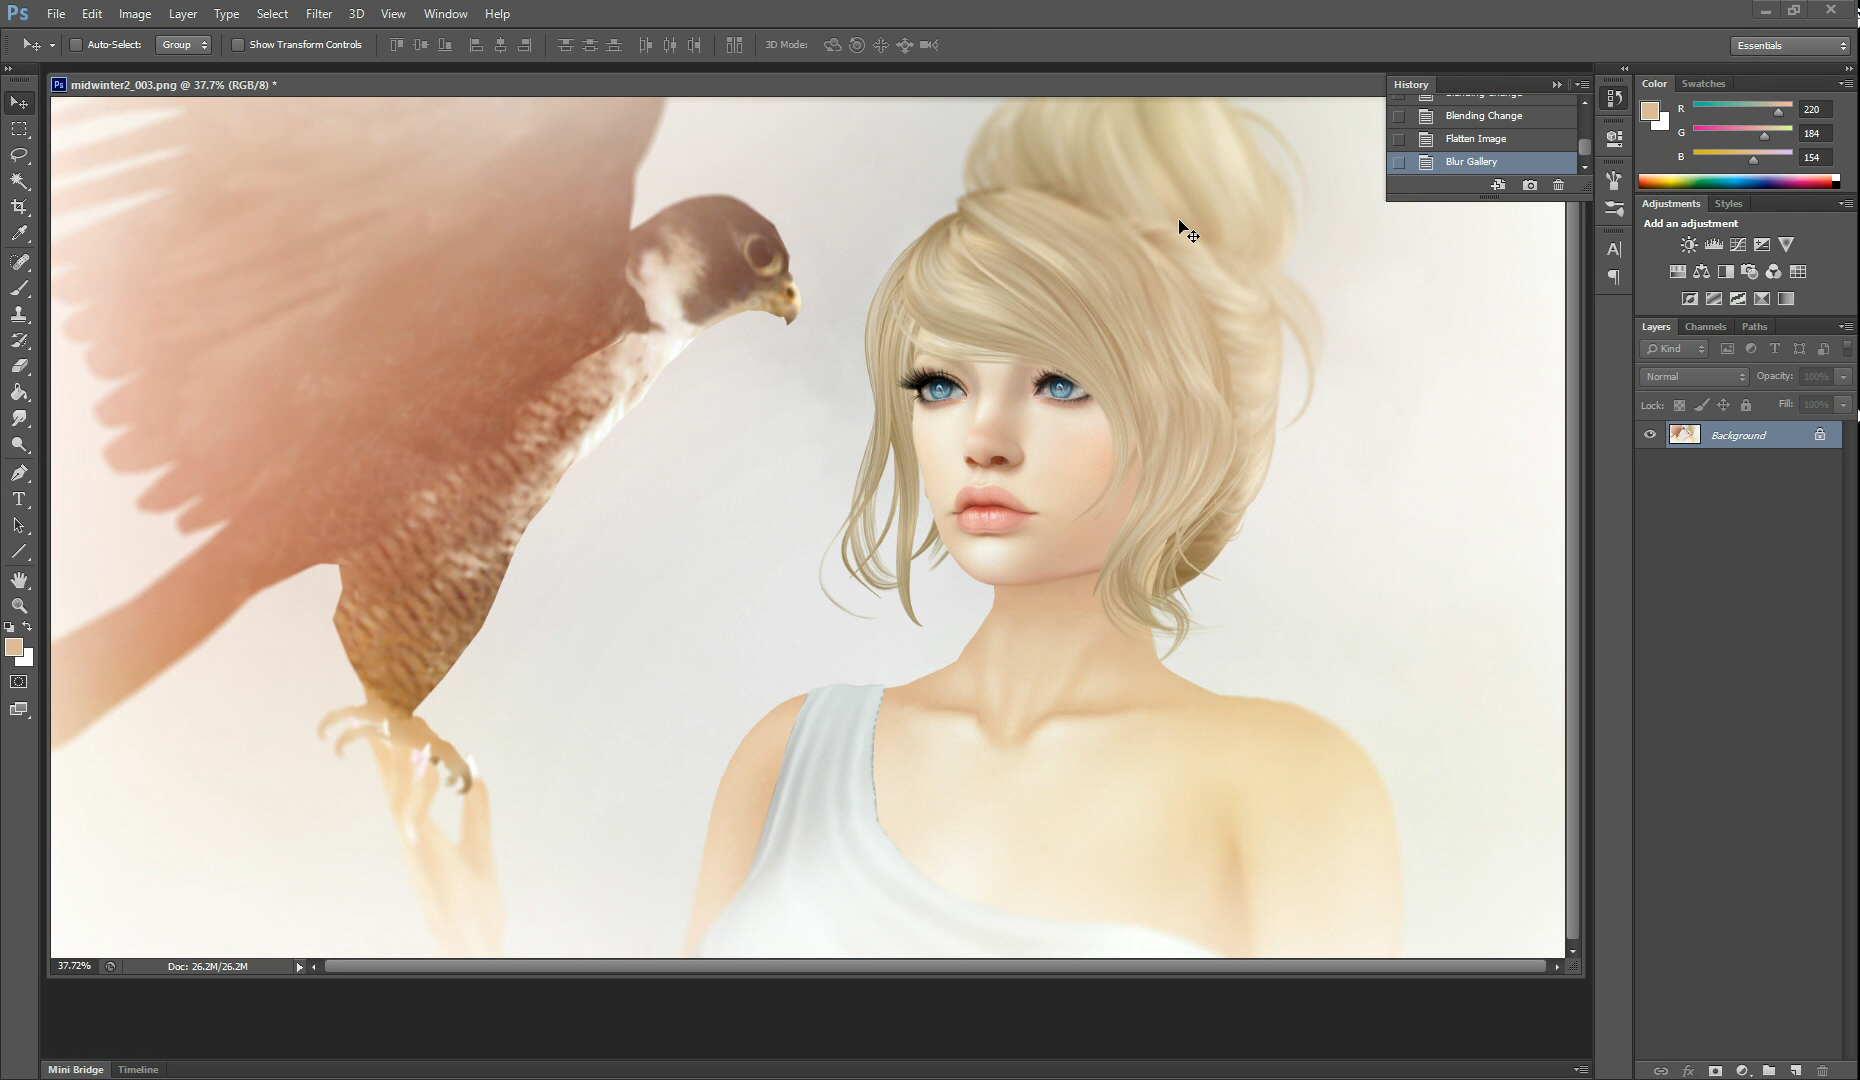 Ps File Edit Image Layer Type Select Filter 3D View Window Help
Auto-Select: Group Show Transform Controls 3D Mode: Essentials
Ps midwinter2_003.png @ 37.7% (RGB/8) *
History
Blending Change
Blending Change
Flatten Image
Blur Gallery
Color Swatches
R 220
G 184
B 154
Adjustments Styles
Add an adjustment
Layers Channels Paths
Kind
Normal Opacity: 100%
Lock: Fill: 100%
Background
37.72% Doc: 26.2M/26.2M
Mini Bridge Timeline